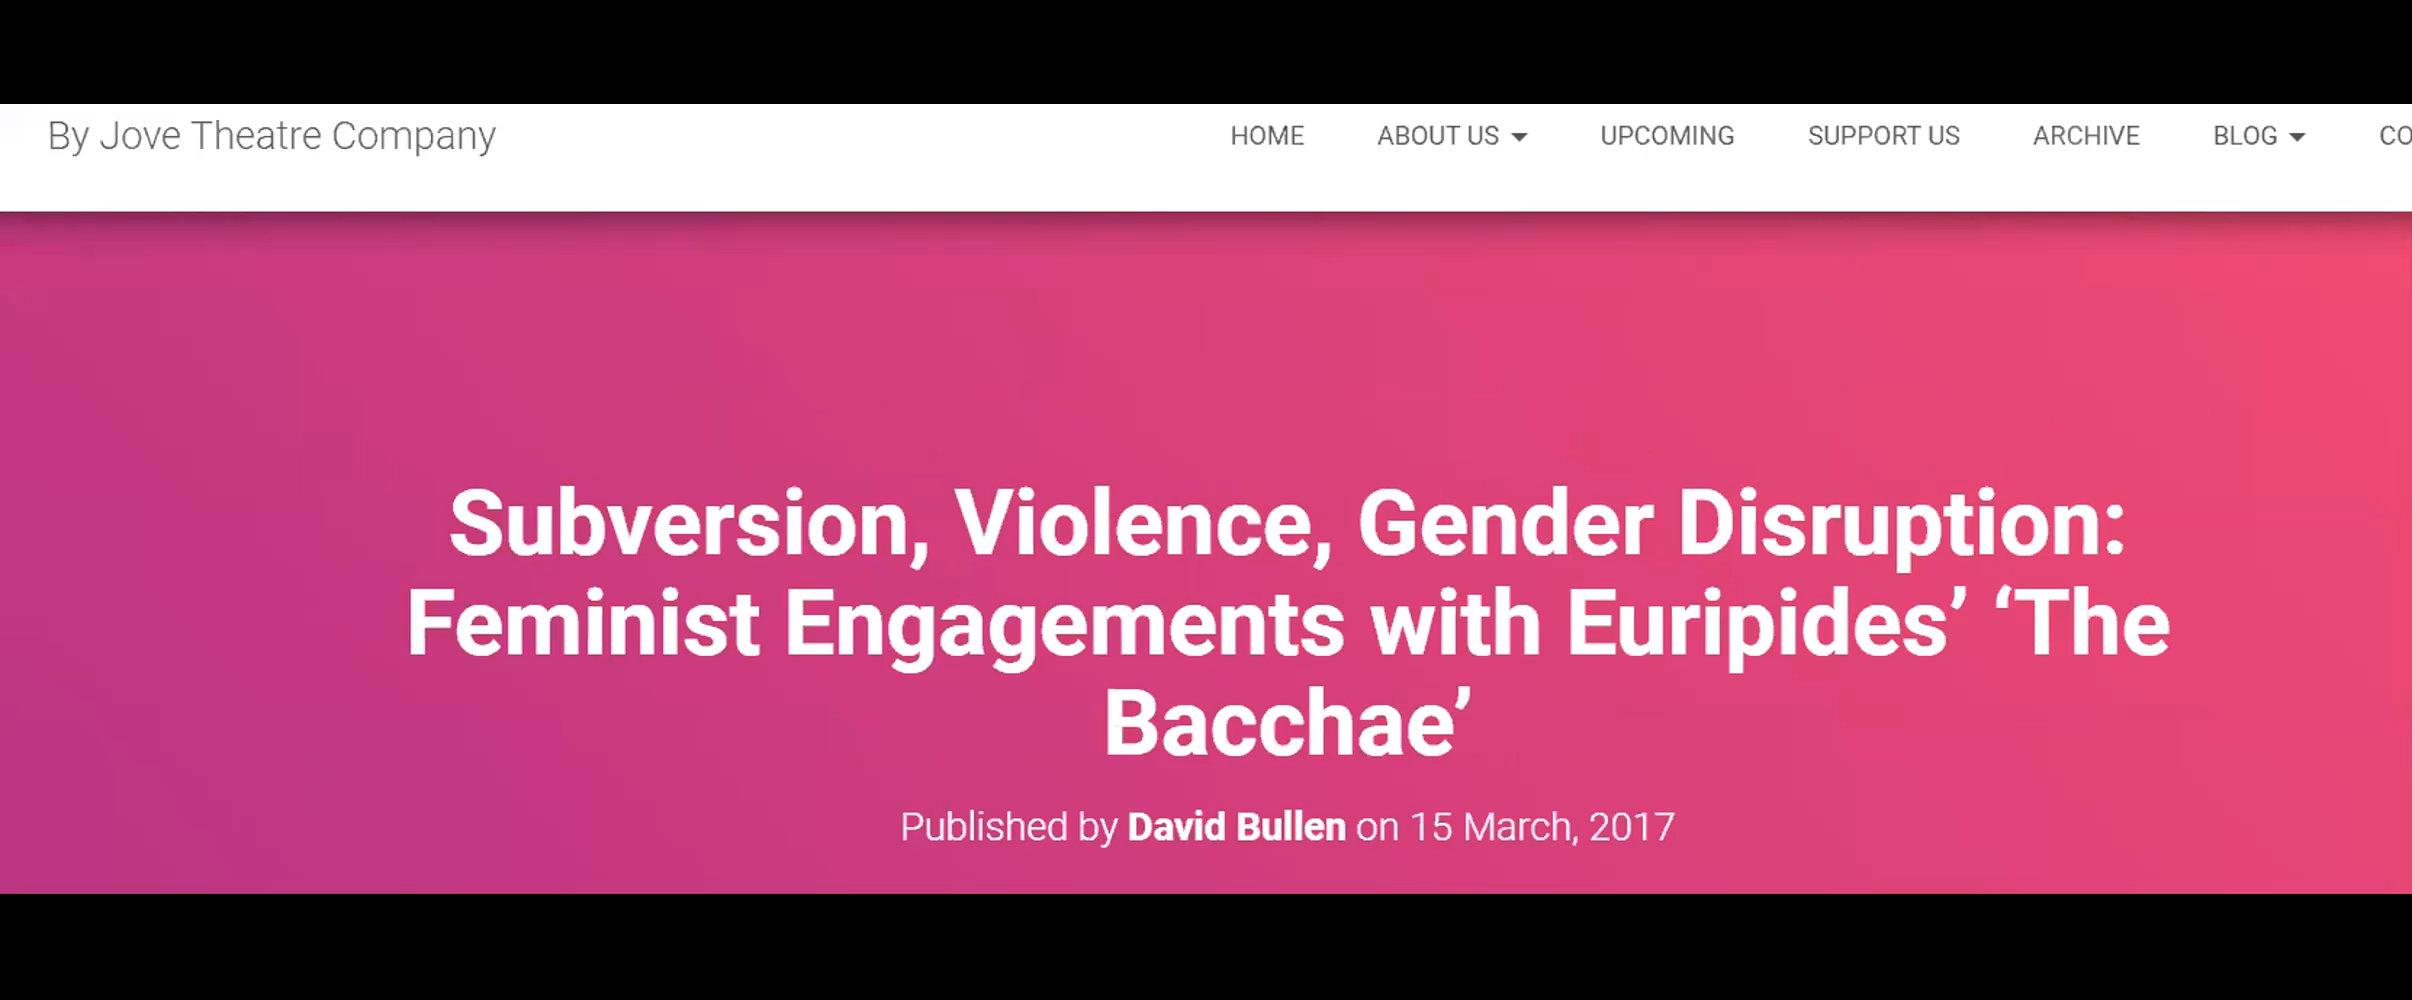 By Jove Theatre Company HOME ABOUT US UPCOMING SUPPORT US ARCHIVE BLOG CO
Subversion, Violence, Gender Disruption:
Feminist Engagements with Euripides’ ‘The
Bacchae’
Published by David Bullen on 15 March, 2017